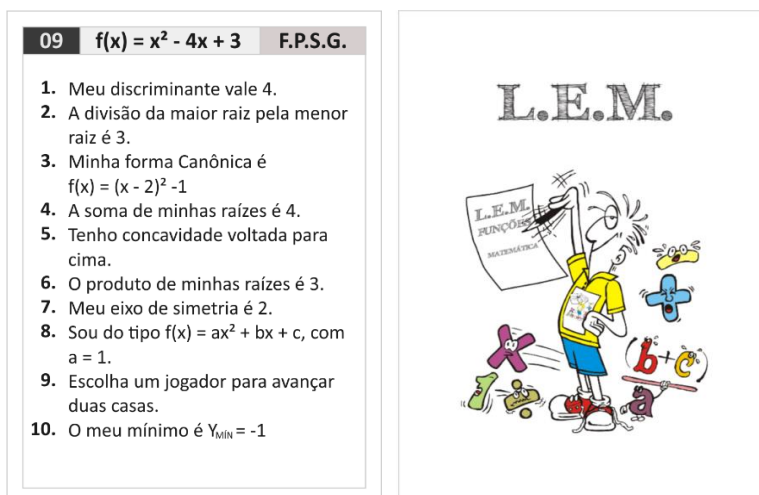 09 f(x) = x² - 4x + 3 F.P.S.G.
1. Meu discriminante vale 4.
2. A divisão da maior raiz pela menor
raiz é 3.
3. Minha forma Canônica é
f(x) = (x - 2)² -1
4. A soma de minhas raízes é 4.
5. Tenho concavidade voltada para
cima.
6. O produto de minhas raízes é 3.
7. Meu eixo de simetria é 2.
8. Sou do tipo f(x) = ax² + bx + c, com
a = 1.
9. Escolha um jogador para avançar
duas casas.
10. O meu mínimo é Yₘíₙ = -1
L.E.M.
L.E.M.
FUNÇÕES
MATEMÁTICA
x
+
1
÷
(b+c)
a